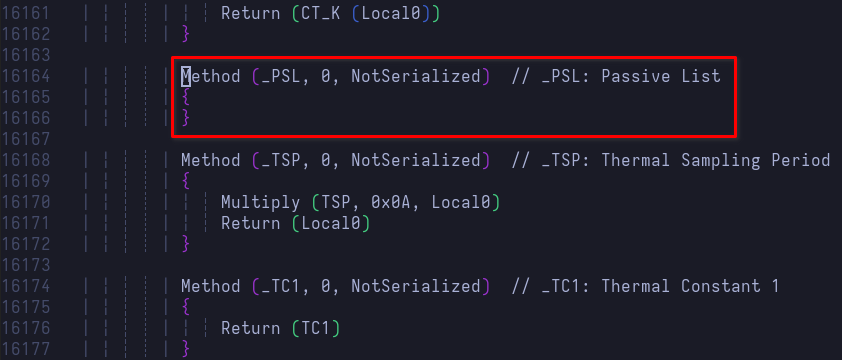 16161 Return (CT_K (Local0))
16162 }
16163
16164 Method (_PSL, 0, NotSerialized)  // _PSL: Passive List
16165 {
16166 }
16167
16168 Method (_TSP, 0, NotSerialized)  // _TSP: Thermal Sampling Period
16169 {
16170 Multiply (TSP, 0x0A, Local0)
16171 Return (Local0)
16172 }
16173
16174 Method (_TC1, 0, NotSerialized)  // _TC1: Thermal Constant 1
16175 {
16176 Return (TC1)
16177 }